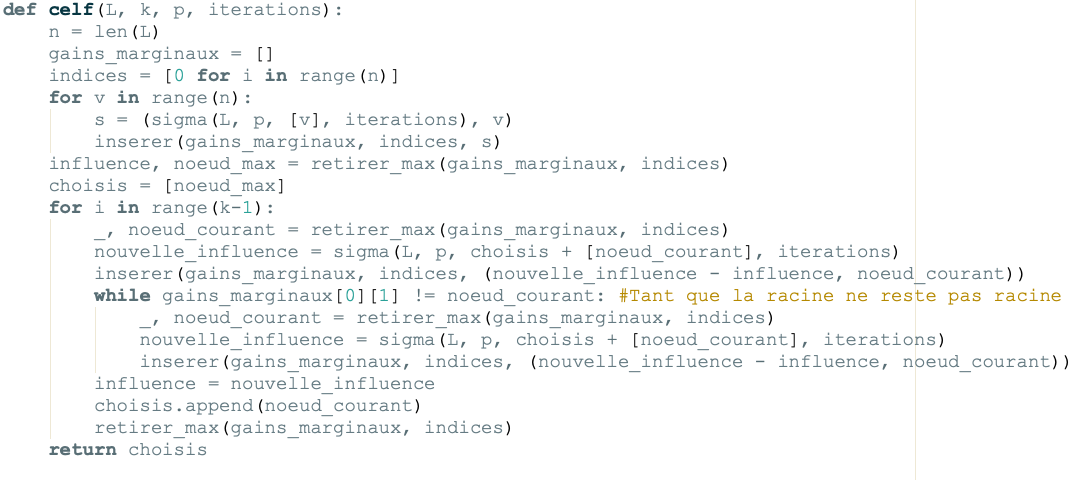 def celf(L, k, p, iterations):
    n = len(L)
    gains_marginaux = []
    indices = [0 for i in range(n)]
    for v in range(n):
        s = (sigma(L, p, [v], iterations), v)
        inserer(gains_marginaux, indices, s)
    influence, noeud_max = retirer_max(gains_marginaux, indices)
    choisis = [noeud_max]
    for i in range(k-1):
        _, noeud_courant = retirer_max(gains_marginaux, indices)
        nouvelle_influence = sigma(L, p, choisis + [noeud_courant], iterations)
        inserer(gains_marginaux, indices, (nouvelle_influence - influence, noeud_courant))
        while gains_marginaux[0][1] != noeud_courant: #Tant que la racine ne reste pas racine
            _, noeud_courant = retirer_max(gains_marginaux, indices)
            nouvelle_influence = sigma(L, p, choisis + [noeud_courant], iterations)
            inserer(gains_marginaux, indices, (nouvelle_influence - influence, noeud_courant))
        influence = nouvelle_influence
        choisis.append(noeud_courant)
        retirer_max(gains_marginaux, indices)
    return choisis